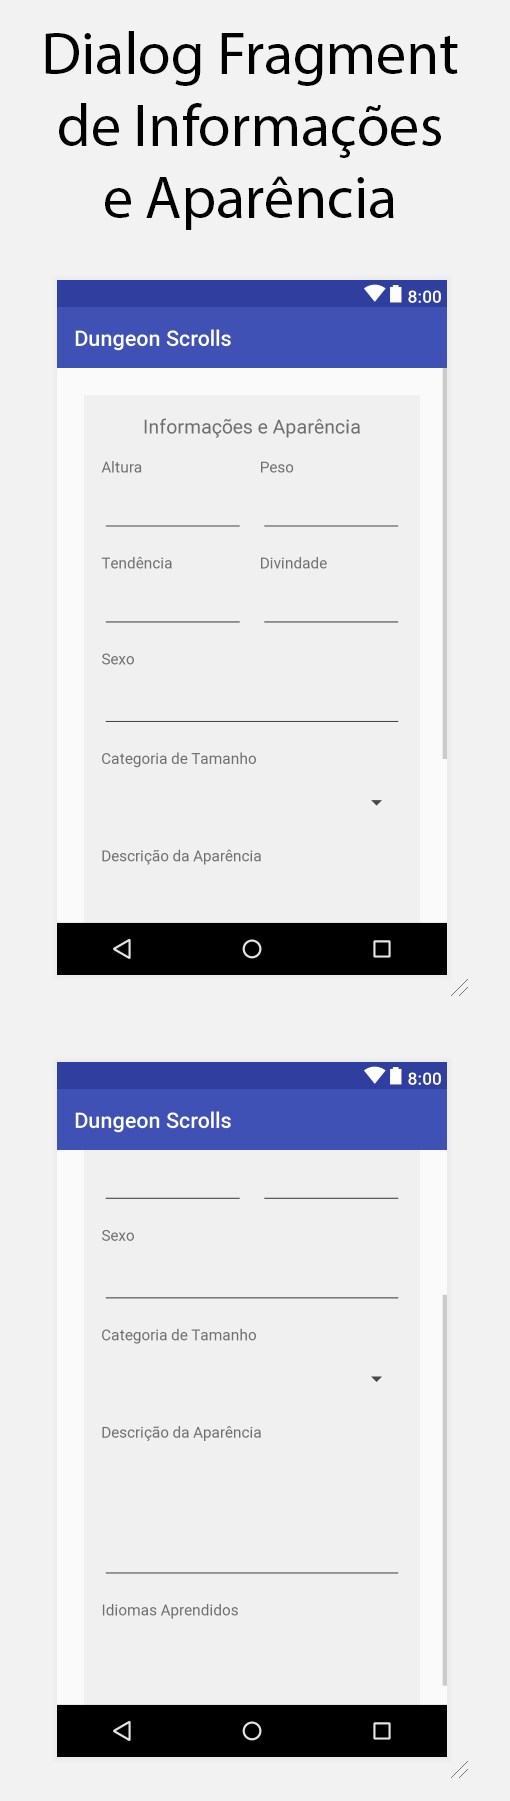 Dialog Fragment
de Informações
e Aparência
8:00
Dungeon Scrolls
Informações e Aparência
Altura Peso
Tendência Divindade
Sexo
Categoria de Tamanho
Descrição da Aparência
8:00
Dungeon Scrolls
Sexo
Categoria de Tamanho
Descrição da Aparência
Idiomas Aprendidos